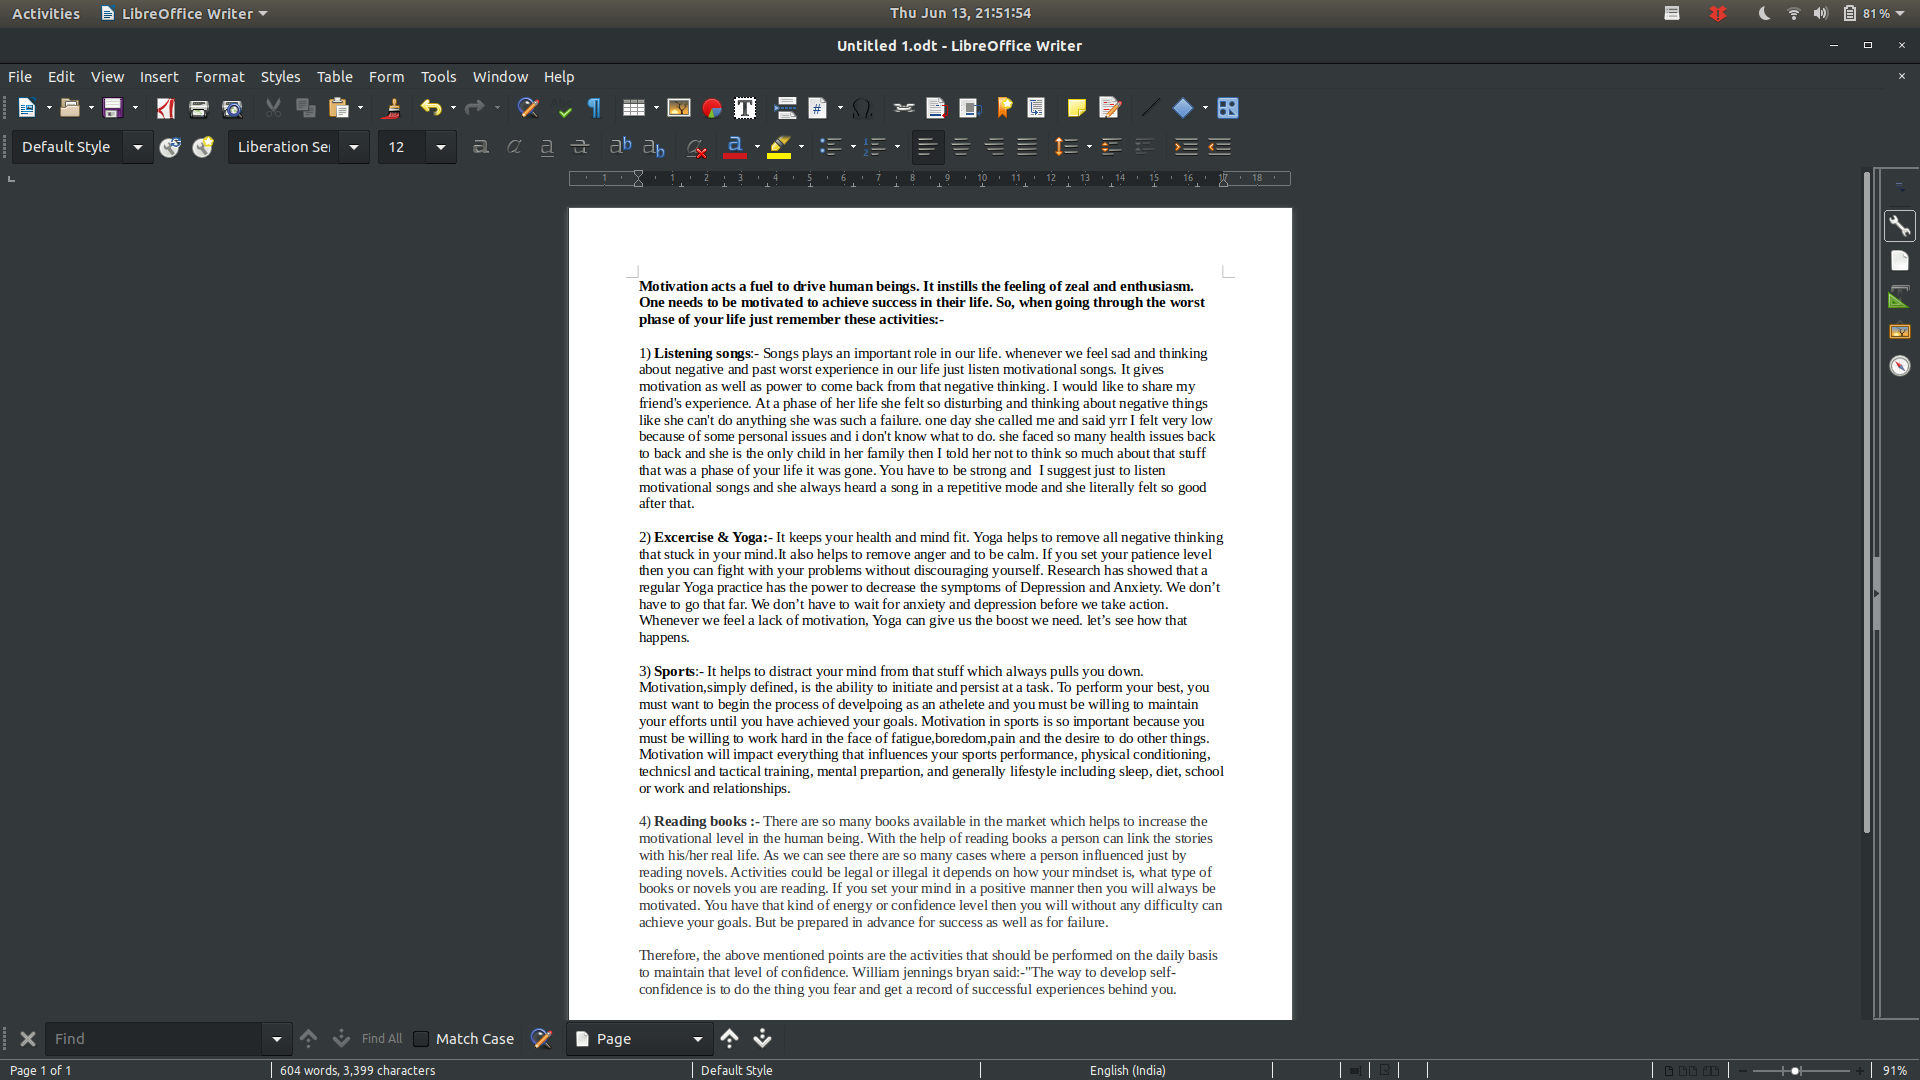 Activities LibreOffice Writer Thu Jun 13, 21:51:54 81 %
Untitled 1.odt - LibreOffice Writer
File Edit View Insert Format Styles Table Form Tools Window Help
Default Style Liberation Ser 12
1 1 2 3 4 5 6 7 8 9 10 11 12 13 14 15 16 17 18
Motivation acts a fuel to drive human beings. It instills the feeling of zeal and enthusiasm.
One needs to be motivated to achieve success in their life. So, when going through the worst
phase of your life just remember these activities:-
1) Listening songs:- Songs plays an important role in our life. whenever we feel sad and thinking
about negative and past worst experience in our life just listen motivational songs. It gives
motivation as well as power to come back from that negative thinking. I would like to share my
friend's experience. At a phase of her life she felt so disturbing and thinking about negative things
like she can't do anything she was such a failure. one day she called me and said yrr I felt very low
because of some personal issues and i don't know what to do. she faced so many health issues back
to back and she is the only child in her family then I told her not to think so much about that stuff
that was a phase of your life it was gone. You have to be strong and  I suggest just to listen
motivational songs and she always heard a song in a repetitive mode and she literally felt so good
after that.
2) Excercise & Yoga:- It keeps your health and mind fit. Yoga helps to remove all negative thinking
that stuck in your mind.It also helps to remove anger and to be calm. If you set your patience level
then you can fight with your problems without discouraging yourself. Research has showed that a
regular Yoga practice has the power to decrease the symptoms of Depression and Anxiety. We don’t
have to go that far. We don’t have to wait for anxiety and depression before we take action.
Whenever we feel a lack of motivation, Yoga can give us the boost we need. let’s see how that
happens.
3) Sports:- It helps to distract your mind from that stuff which always pulls you down.
Motivation,simply defined, is the ability to initiate and persist at a task. To perform your best, you
must want to begin the process of develpoing as an athelete and you must be willing to maintain
your efforts until you have achieved your goals. Motivation in sports is so important because you
must be willing to work hard in the face of fatigue,boredom,pain and the desire to do other things.
Motivation will impact everything that influences your sports performance, physical conditioning,
technicsl and tactical training, mental prepartion, and generally lifestyle including sleep, diet, school
or work and relationships.
4) Reading books :- There are so many books available in the market which helps to increase the
motivational level in the human being. With the help of reading books a person can link the stories
with his/her real life. As we can see there are so many cases where a person influenced just by
reading novels. Activities could be legal or illegal it depends on how your mindset is, what type of
books or novels you are reading. If you set your mind in a positive manner then you will always be
motivated. You have that kind of energy or confidence level then you will without any difficulty can
achieve your goals. But be prepared in advance for success as well as for failure.
Therefore, the above mentioned points are the activities that should be performed on the daily basis
to maintain that level of confidence. William jennings bryan said:-"The way to develop self-
confidence is to do the thing you fear and get a record of successful experiences behind you.
Find Find All Match Case Page
Page 1 of 1 604 words, 3,399 characters Default Style English (India) 91%